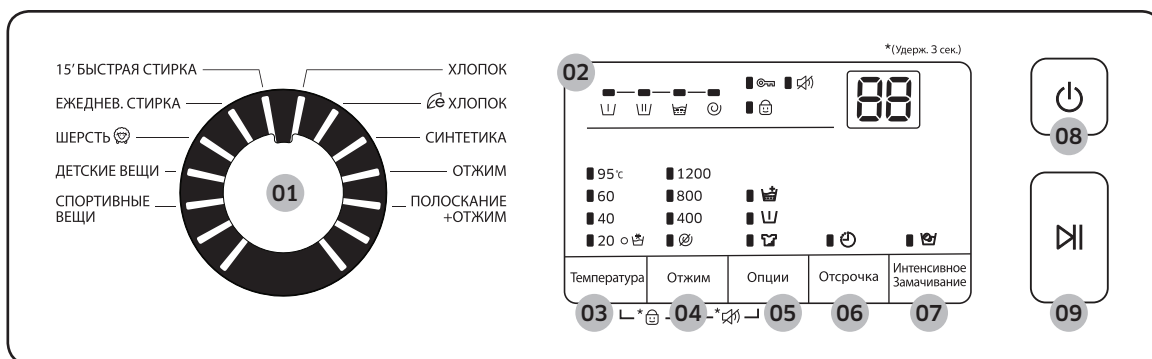 *(Удерж. 3 сек.)
15’ БЫСТРАЯ СТИРКА
ЕЖЕДНЕВ. СТИРКА
ШЕРСТЬ
ДЕТСКИЕ ВЕЩИ
СПОРТИВНЫЕ
ВЕЩИ
01
ХЛОПОК
e ХЛОПОК
СИНТЕТИКА
ОТЖИМ
ПОЛОСКАНИЕ
+ОТЖИМ
02
88
95°c 1200
60 800
40 400
20
Температура
Отжим
Опции
Отсрочка
Интенсивное
Замачивание
03 * 04 * 05 06 07
08
09